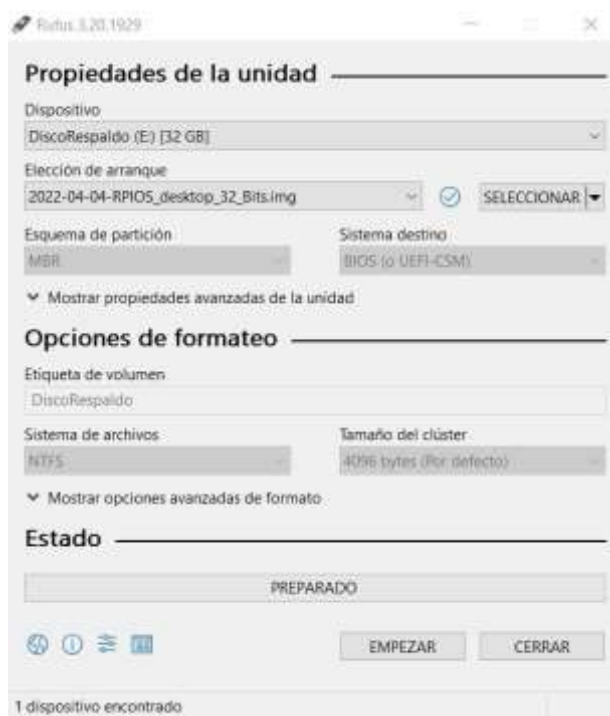 Rufus 3.20.1929
Propiedades de la unidad
Dispositivo
DiscoRespaldo (E:) [32 GB]
Elección de arranque
2022-04-04-RPIOS_desktop_32_Bits.img
SELECCIONAR
Esquema de partición Sistema destino
MBR BIOS (o UEFI-CSM)
Mostrar propiedades avanzadas de la unidad
Opciones de formateo
Etiqueta de volumen
DiscoRespaldo
Sistema de archivos Tamaño del clúster
NTFS 4096 bytes (Por defecto)
Mostrar opciones avanzadas de formato
Estado
PREPARADO
EMPEZAR CERRAR
1 dispositivo encontrado